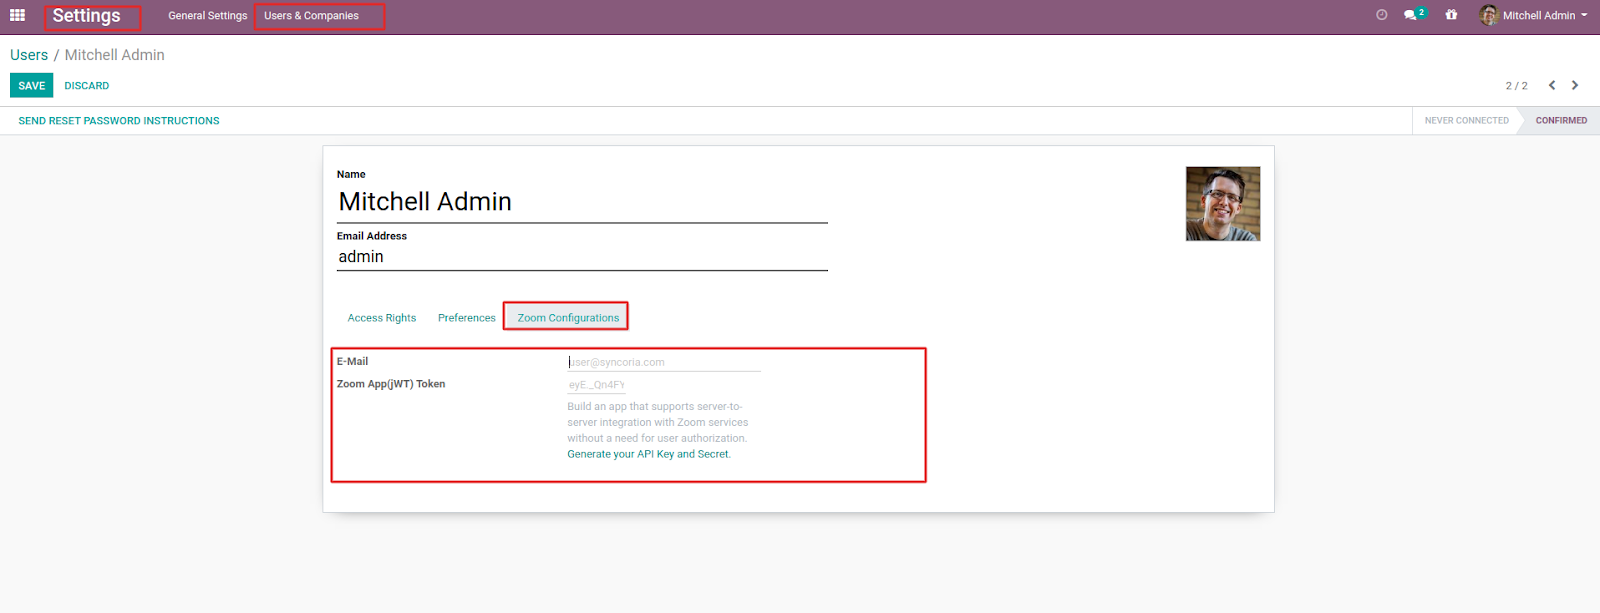 Settings General Settings Users & Companies 2 Mitchell Admin
Users / Mitchell Admin
SAVE DISCARD 2 / 2
SEND RESET PASSWORD INSTRUCTIONS NEVER CONNECTED CONFIRMED
Name
Mitchell Admin
Email Address
admin
Access Rights Preferences Zoom Configurations
E-Mail user@syncoria.com
Zoom App(jWT) Token eyE._Qn4FY
Build an app that supports server-to-
server integration with Zoom services
without a need for user authorization.
Generate your API Key and Secret.